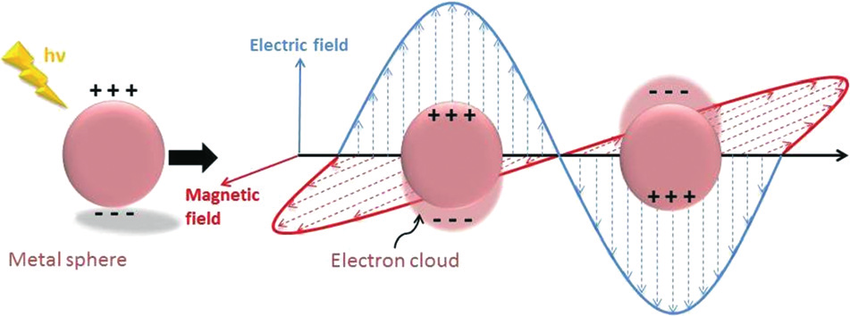 hν
Electric field
+ + +
+ + +
- - -
Magnetic
field
+ + +
- - -
- - -
Metal sphere
Electron cloud